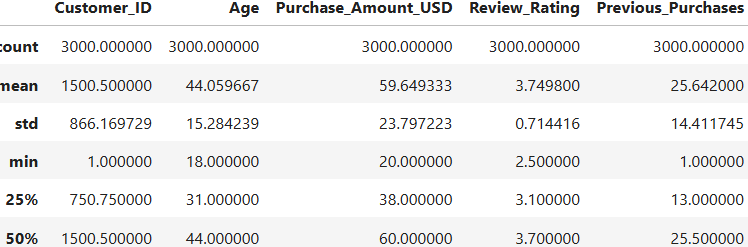 Customer_ID Age Purchase_Amount_USD Review_Rating Previous_Purchases
count 3000.000000 3000.000000 3000.000000 3000.000000 3000.000000
mean 1500.500000 44.059667 59.649333 3.749800 25.642000
std 866.169729 15.284239 23.797223 0.714416 14.411745
min 1.000000 18.000000 20.000000 2.500000 1.000000
25% 750.750000 31.000000 38.000000 3.100000 13.000000
50% 1500.500000 44.000000 60.000000 3.700000 25.500000